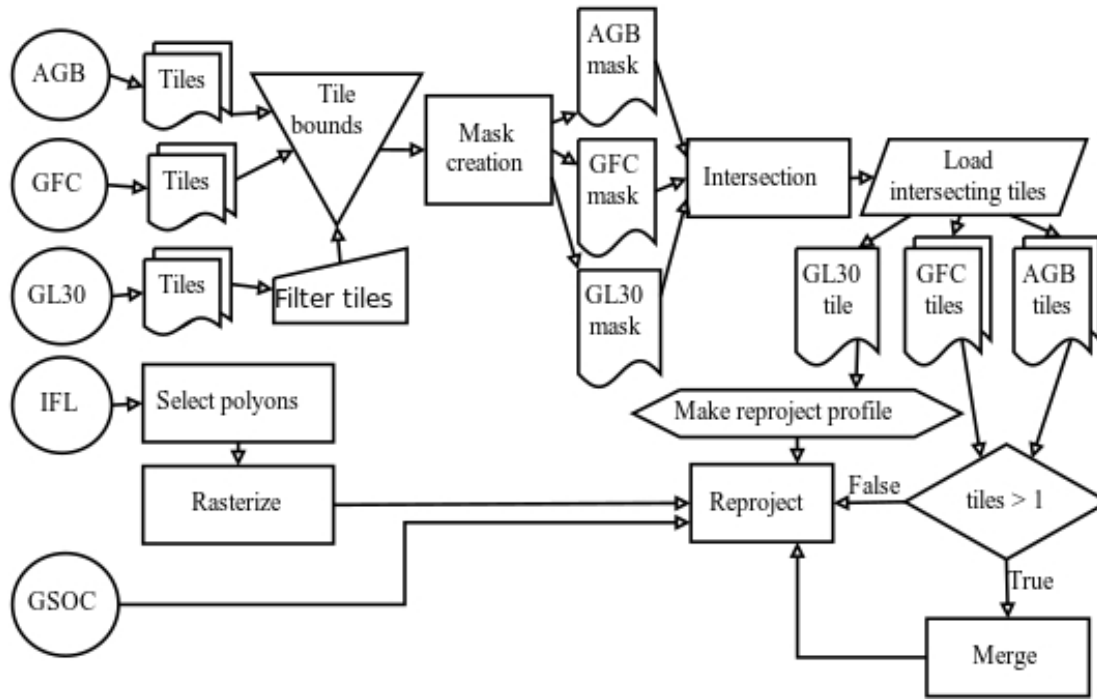 AGB
Tiles
Tile
bounds
Mask
creation
AGB
mask
GFC
Tiles
GFC
mask
Intersection
Load
intersecting tiles
GL30
Tiles
Filter tiles
GL30
mask
GL30
tile
GFC
tiles
AGB
tiles
IFL
Select polyons
Make reproject profile
Rasterize
Reproject
False
tiles > 1
True
GSOC
Merge